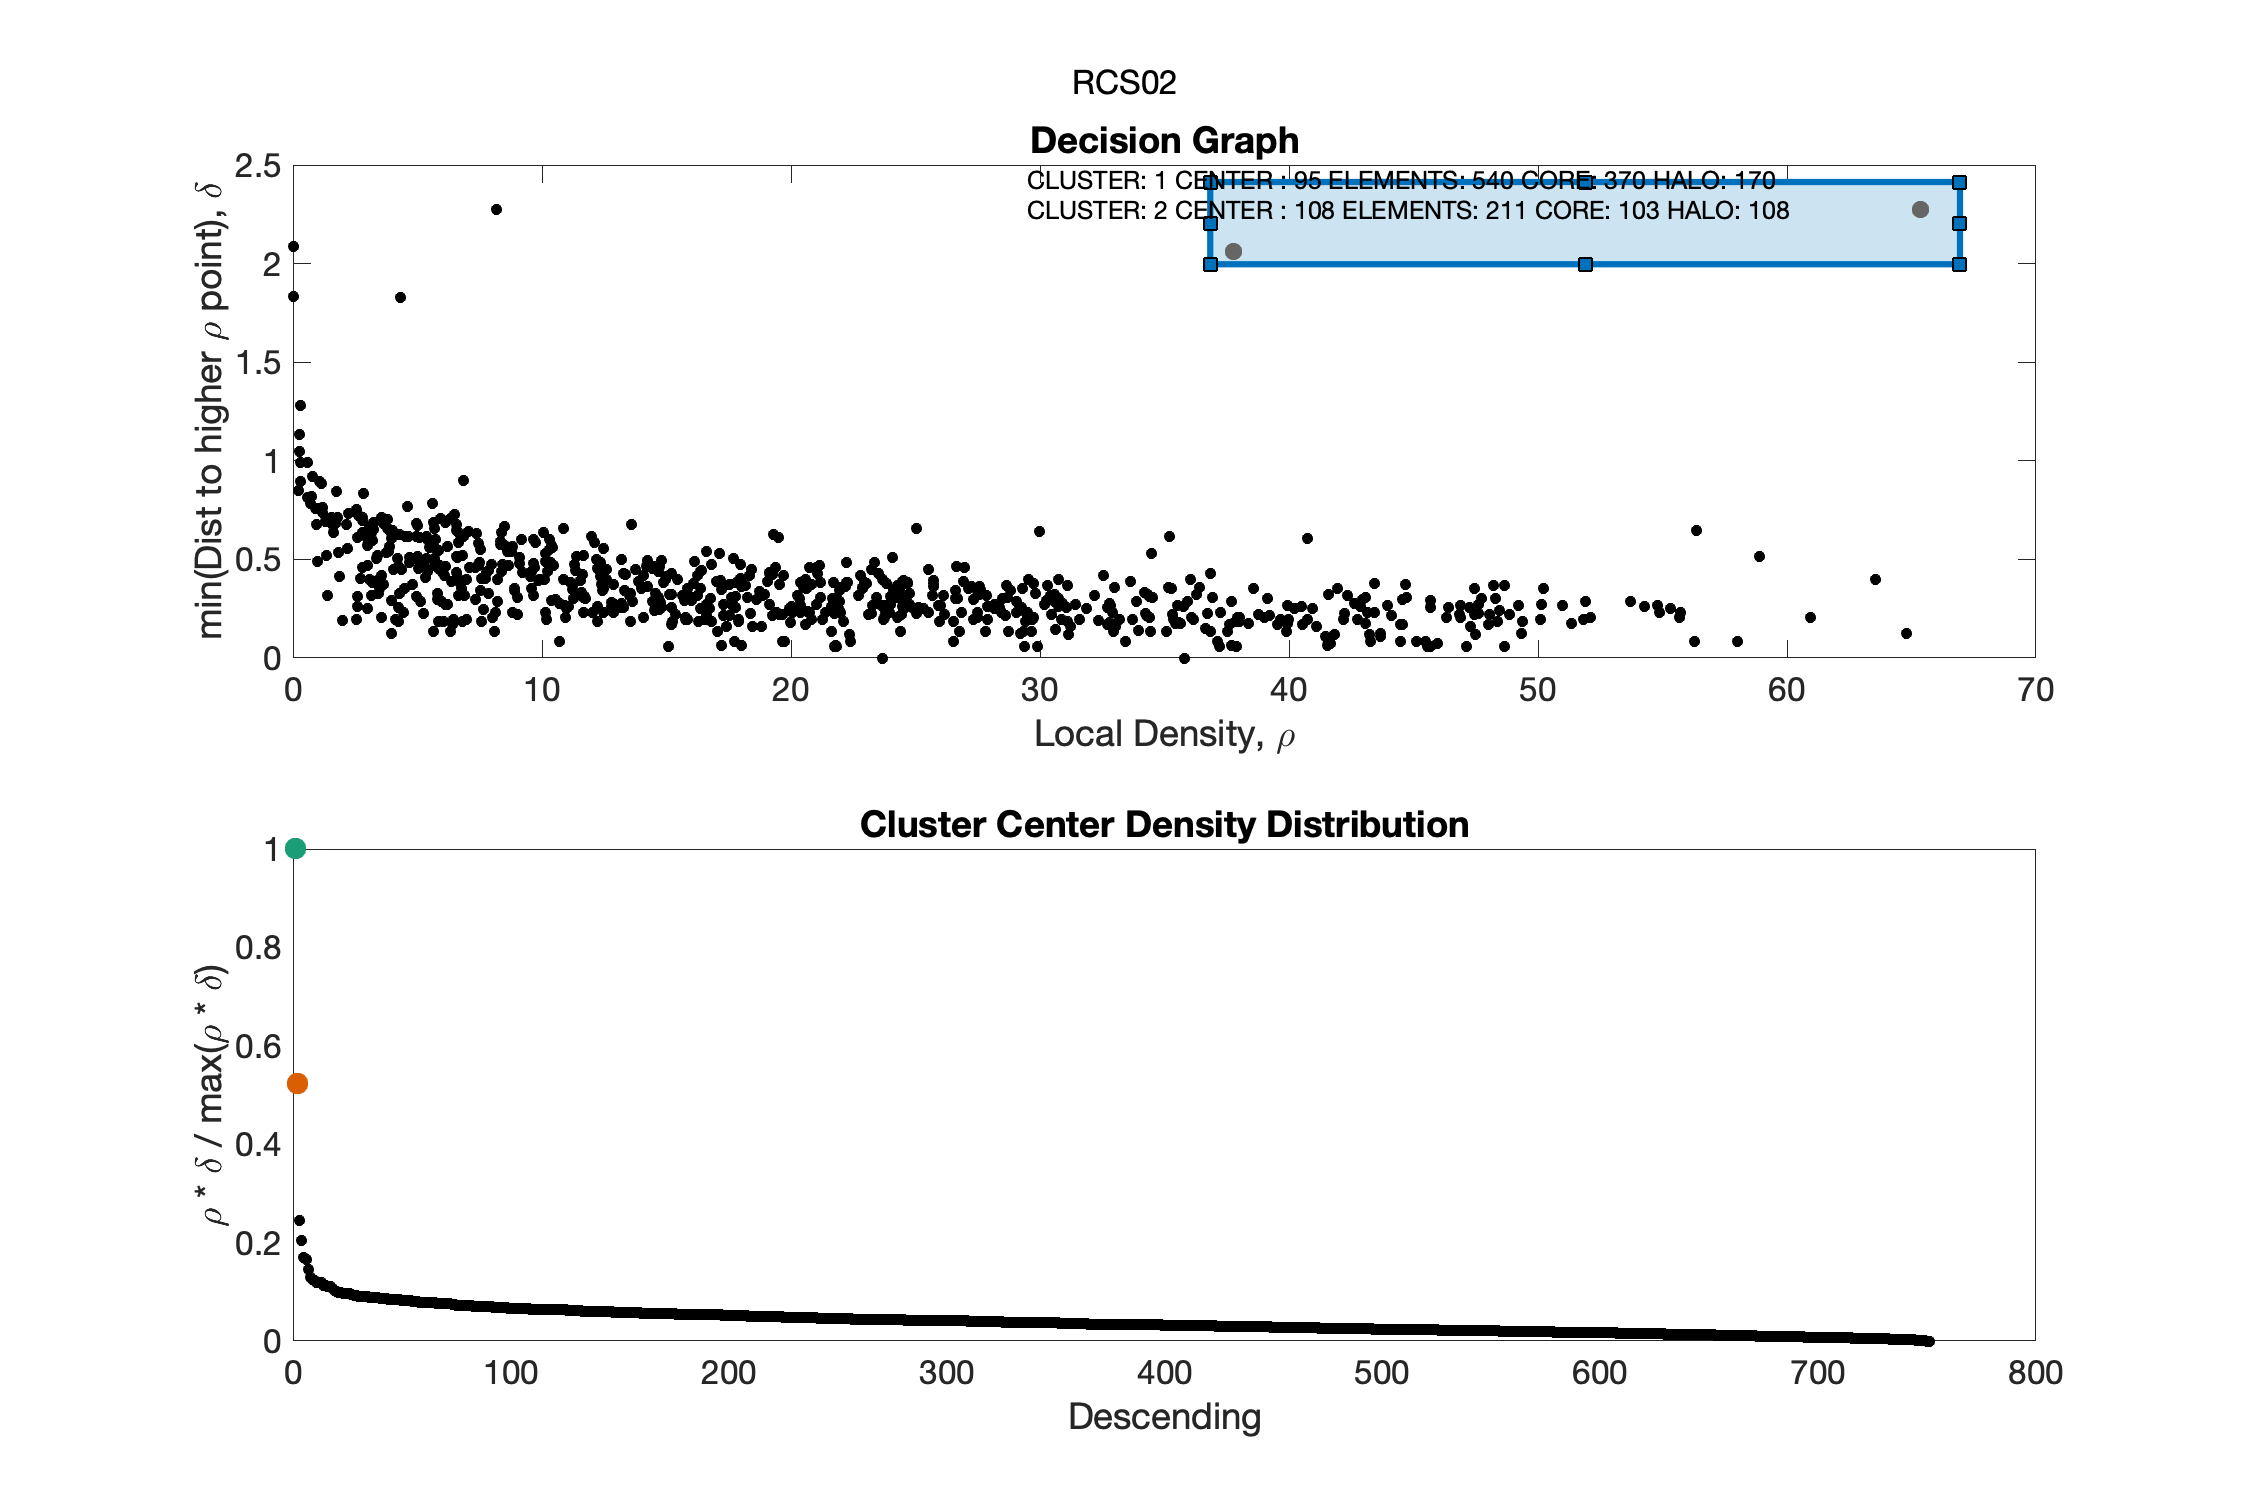 RCS02
Decision Graph
CLUSTER: 1 CENTER : 95 ELEMENTS: 540 CORE: 370 HALO: 170
CLUSTER: 2 CENTER : 108 ELEMENTS: 211 CORE: 103 HALO: 108
min(Dist to higher ρ point), δ
2.5
2
1.5
1
0.5
0
0 10 20 30 40 50 60 70
Local Density, ρ
Cluster Center Density Distribution
ρ * δ / max(ρ * δ)
1
0.8
0.6
0.4
0.2
0
0 100 200 300 400 500 600 700 800
Descending